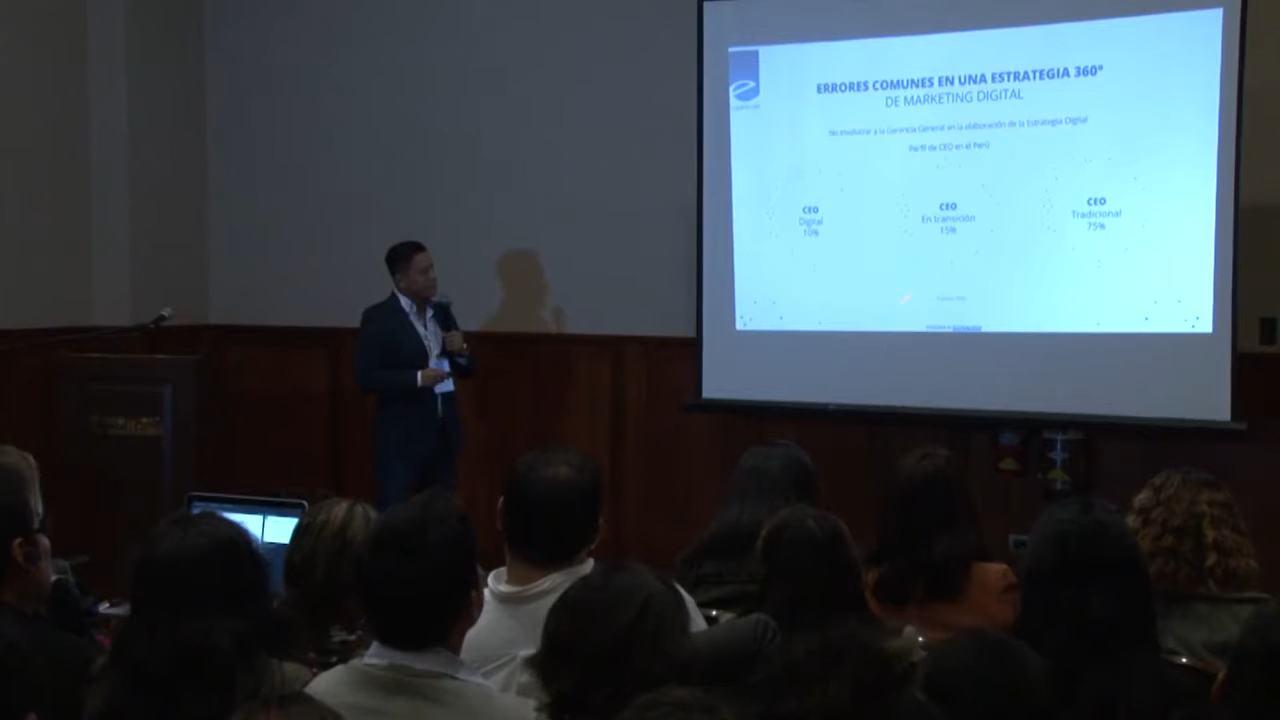 ERRORES COMUNES EN UNA ESTRATEGIA 360°
DE MARKETING DIGITAL
No involucrar a la Gerencia General en la elaboración de la Estrategia Digital
Perfil de CEO en el Perú
CEO
Digital
10%
CEO
En transición
15%
CEO
Tradicional
75%